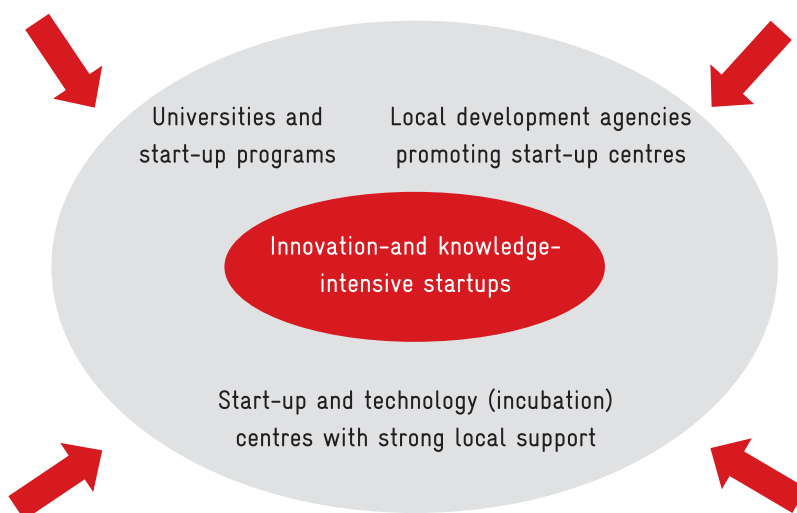 Universities and
start-up programs
Local development agencies
promoting start-up centres
Innovation-and knowledge-
intensive startups
Start-up and technology (incubation)
centres with strong local support